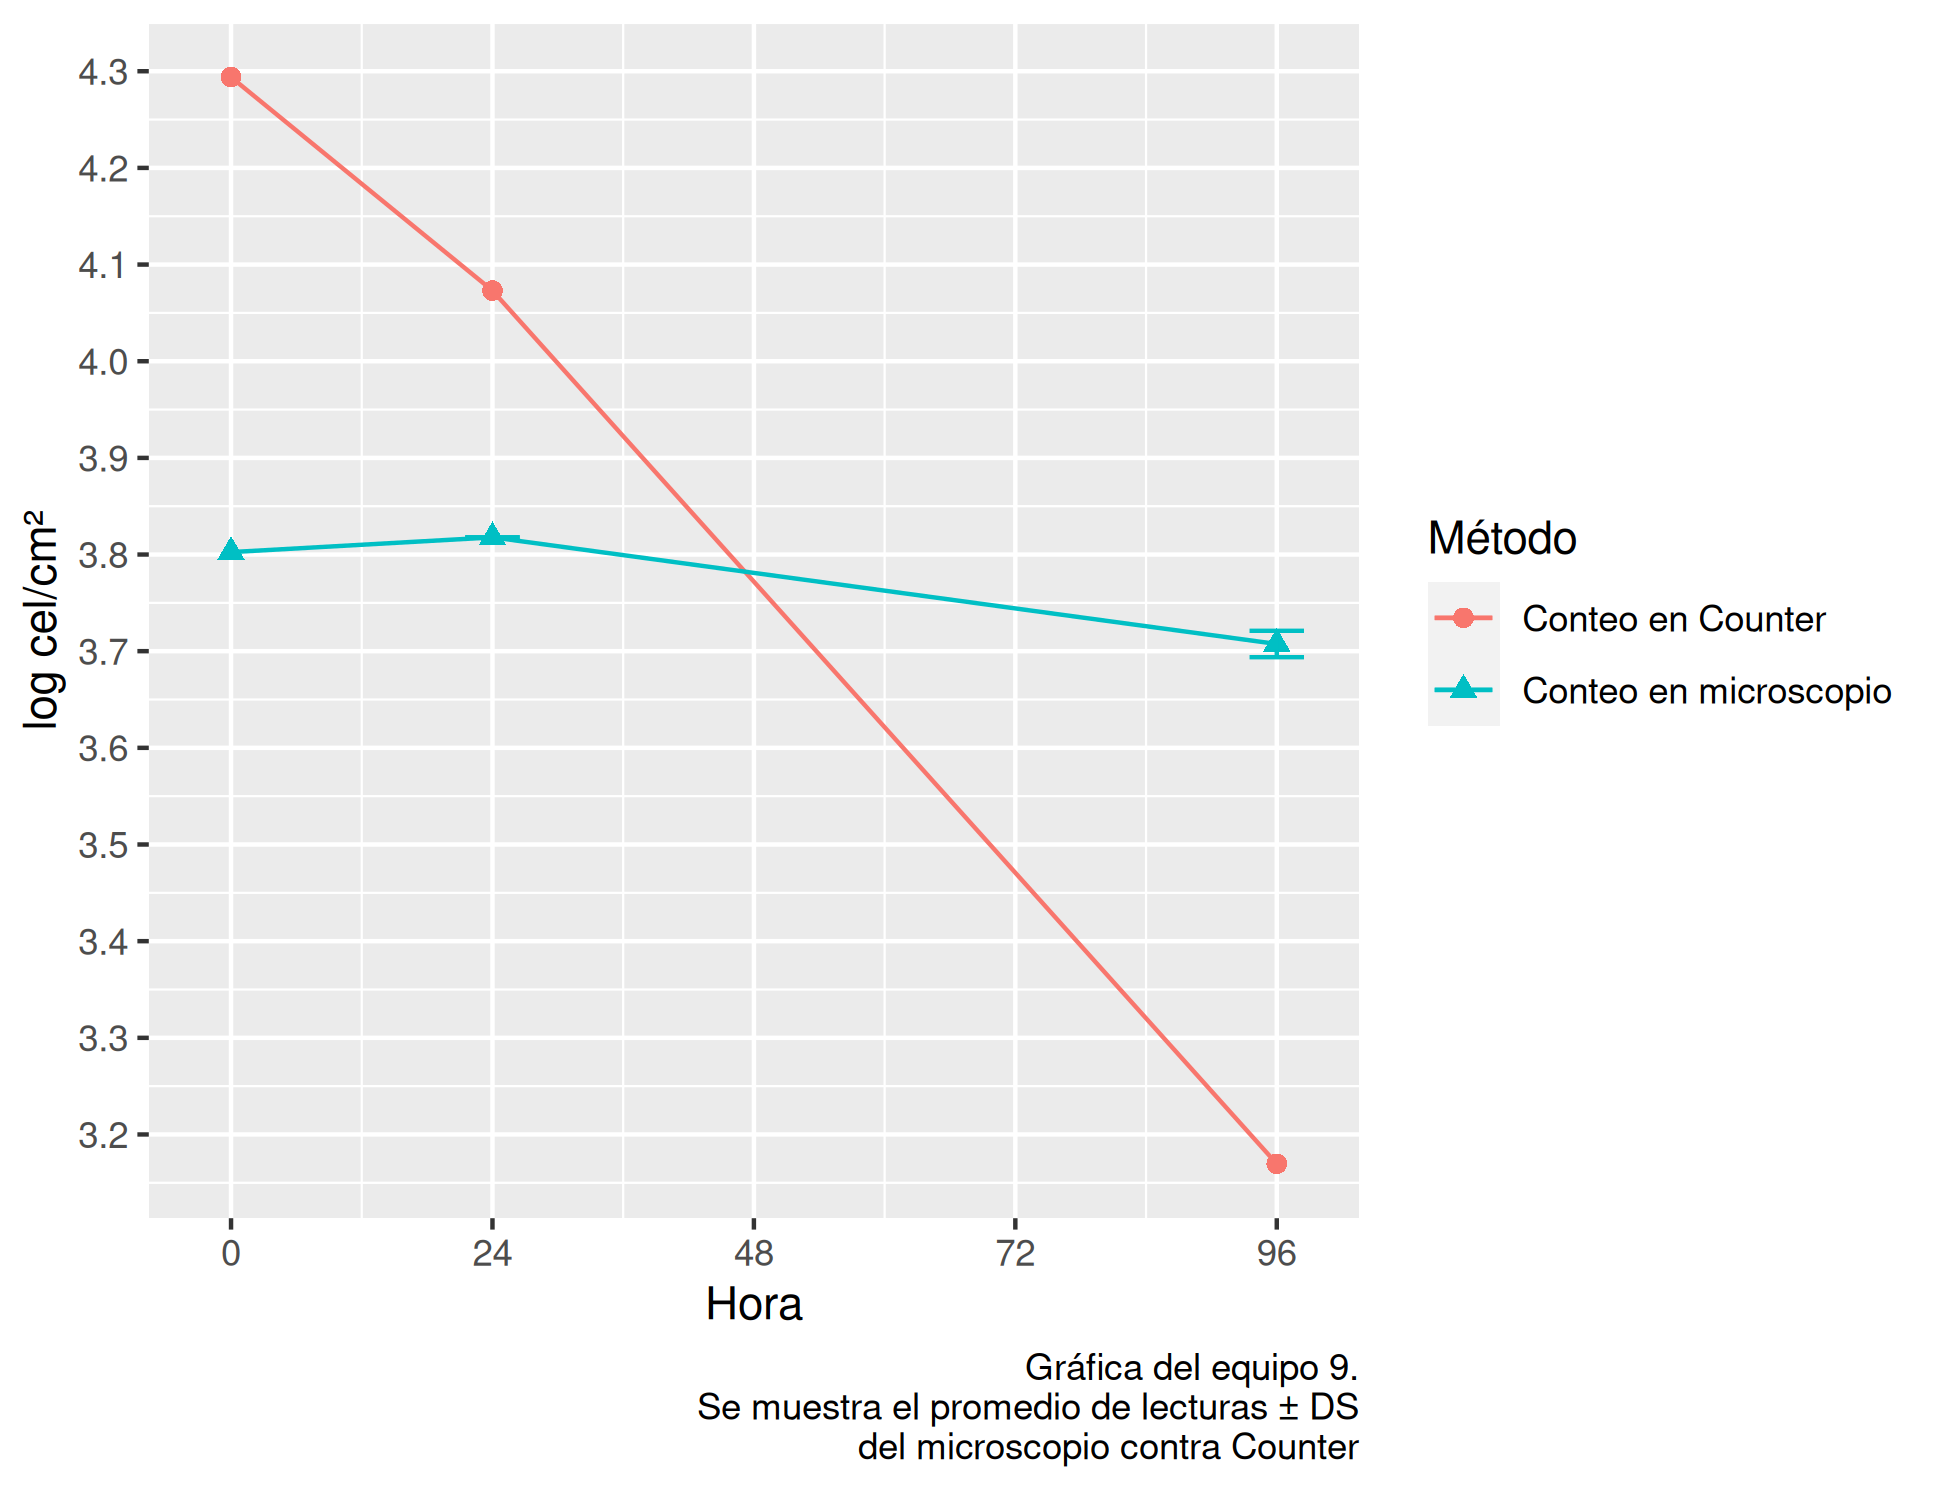 log cel/cm²
4.3
4.2
4.1
4.0
3.9
3.8
3.7
3.6
3.5
3.4
3.3
3.2
0 24 48 72 96
Hora
Método
Conteo en Counter
Conteo en microscopio
Gráfica del equipo 9.
Se muestra el promedio de lecturas ± DS
del microscopio contra Counter